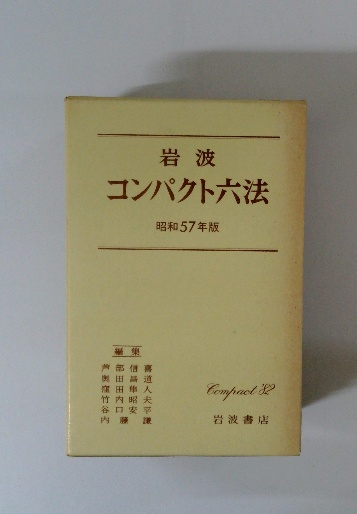 岩波
コンパクト六法
昭和57年版
編集
芦部信喜
奥田昌道
窪田隼人
竹内昭夫
谷口安平
内藤謙
Compact '82
岩波書店